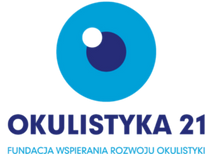 OKULISTYKA 21
FUNDACJA WSPIERANIA ROZWOJU OKULISTYKI